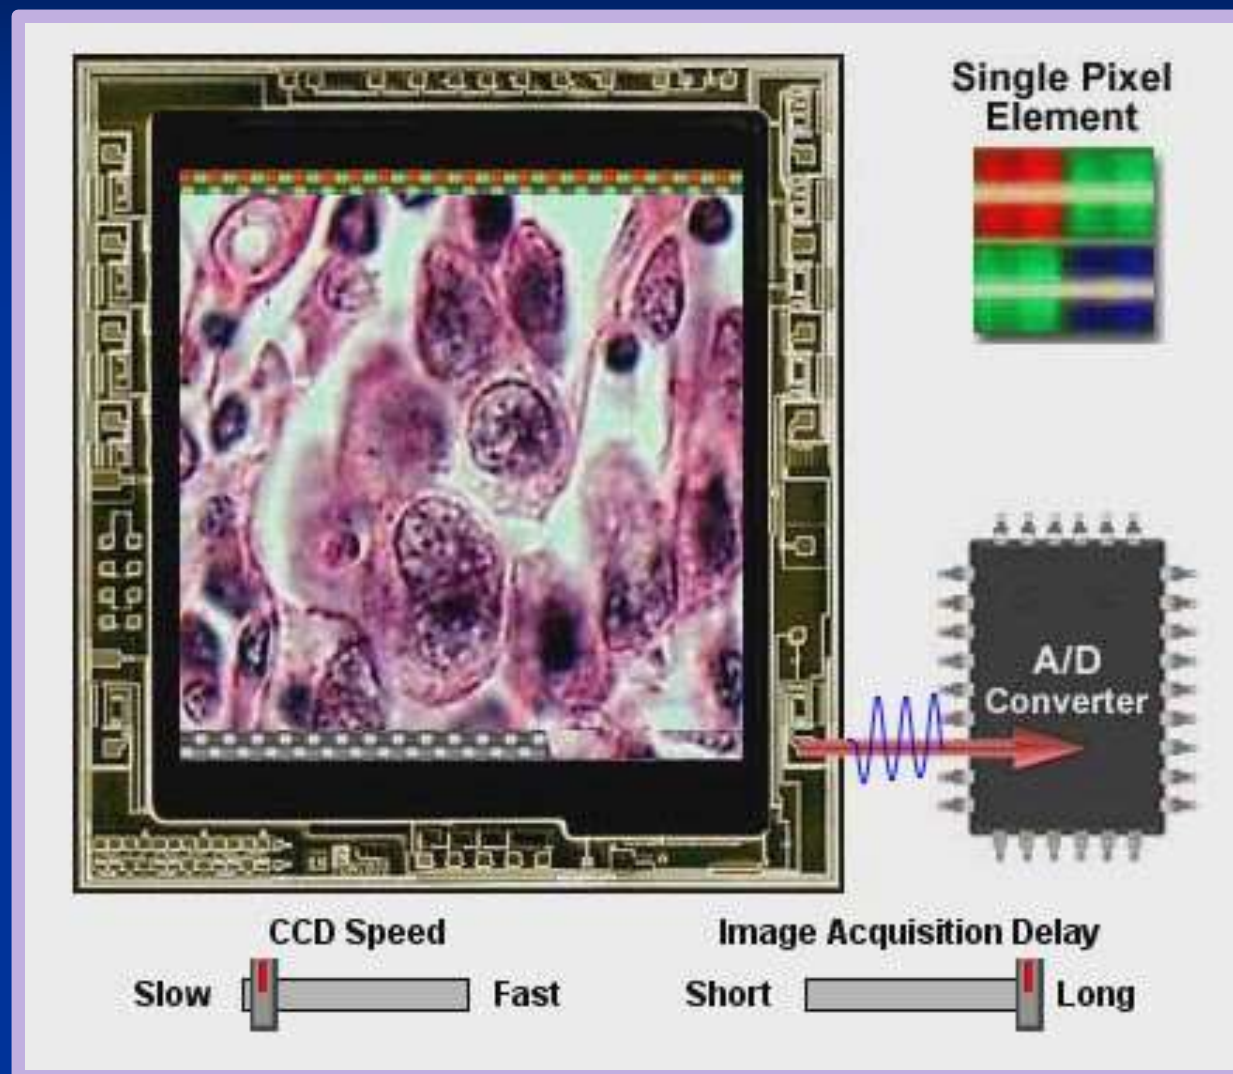 Single Pixel
Element
A/D
Converter
CCD Speed
Image Acquisition Delay
Slow
Fast
Short
Long